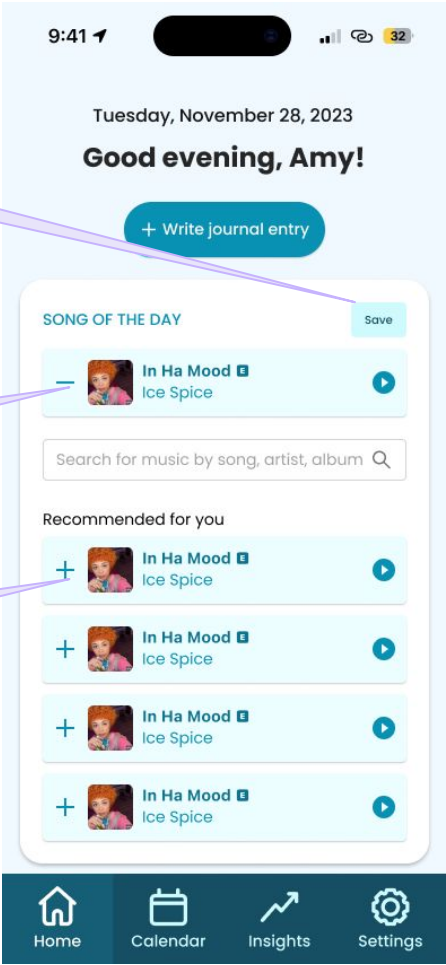 9:41 32
Tuesday, November 28, 2023
Good evening, Amy!
+ Write journal entry
SONG OF THE DAY Save
In Ha Mood E
Ice Spice
Search for music by song, artist, album
Recommended for you
In Ha Mood E
Ice Spice
In Ha Mood E
Ice Spice
In Ha Mood E
Ice Spice
In Ha Mood E
Ice Spice
Home Calendar Insights Settings